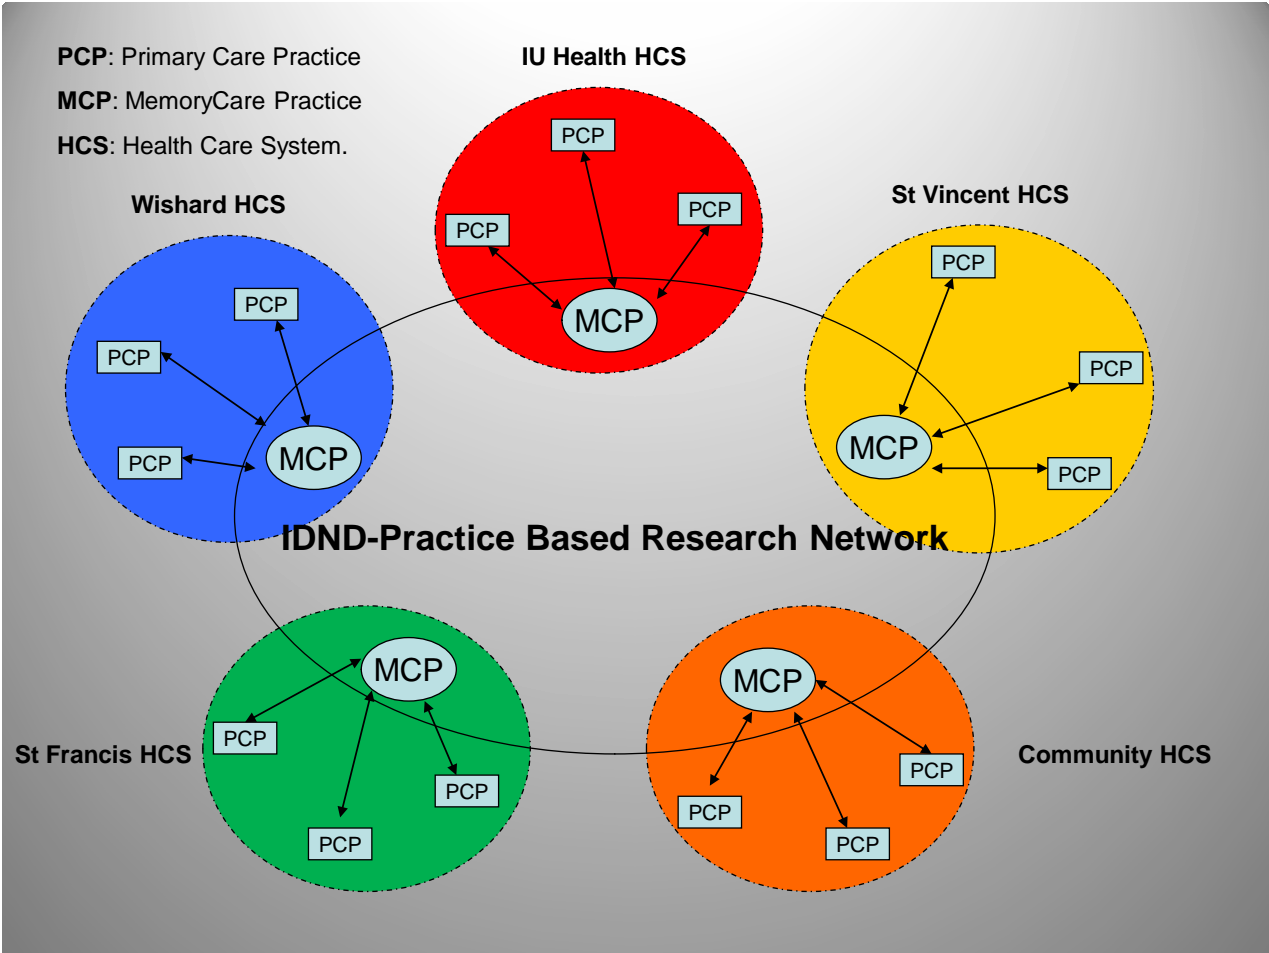 PCP: Primary Care Practice
MCP: MemoryCare Practice
HCS: Health Care System.
IU Health HCS
PCP
PCP
PCP
MCP
Wishard HCS
PCP
PCP
PCP
MCP
St Vincent HCS
PCP
PCP
MCP
PCP
IDND-Practice Based Research Network
St Francis HCS
MCP
PCP
PCP
PCP
Community HCS
MCP
PCP
PCP
PCP